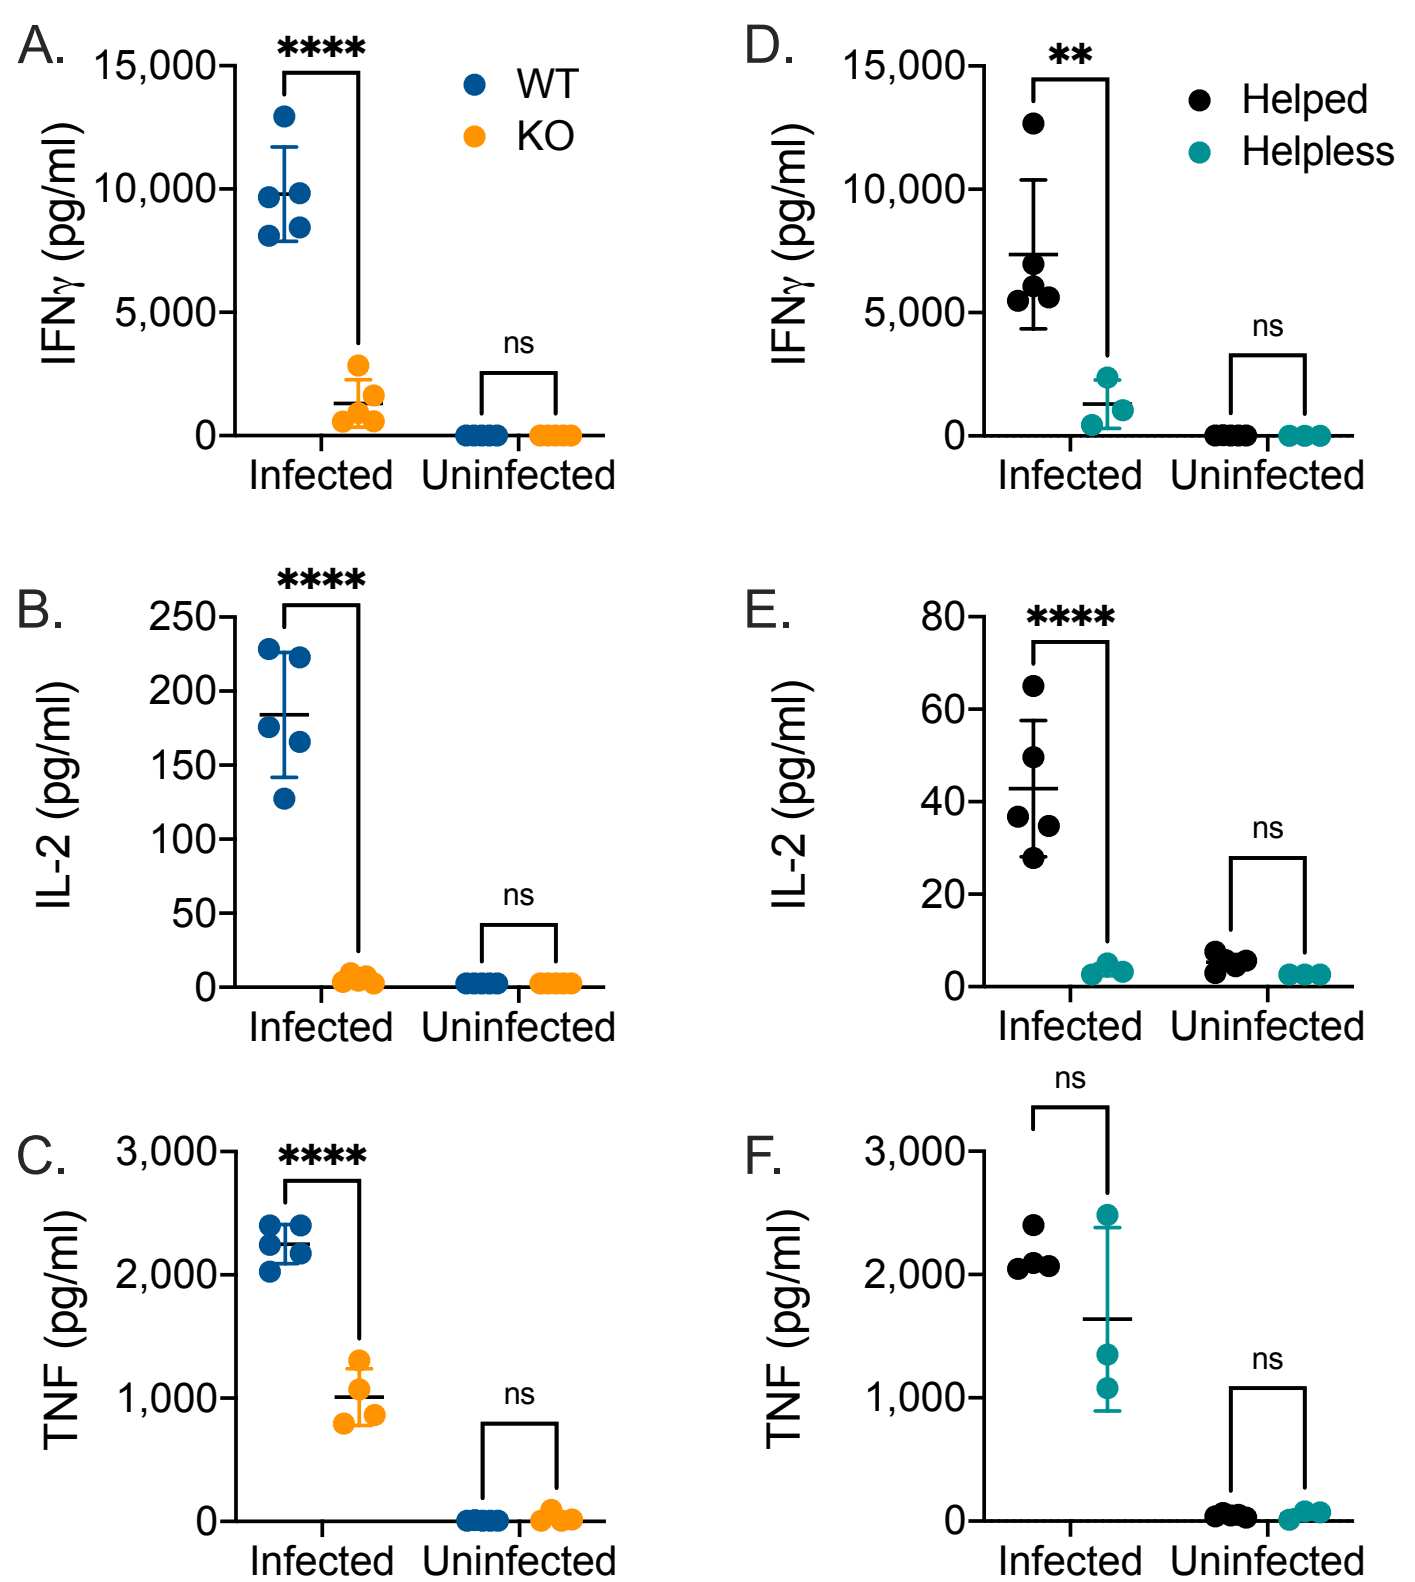 A.
IFNγ (pg/ml)
15,000
10,000
5,000
0
****
ns
WT
KO
Infected Uninfected
D.
IFNγ (pg/ml)
15,000
10,000
5,000
0
**
ns
Helped
Helpless
Infected Uninfected
B.
IL-2 (pg/ml)
250
200
150
100
50
0
****
ns
Infected Uninfected
E.
IL-2 (pg/ml)
80
60
40
20
0
****
ns
Infected Uninfected
C.
TNF (pg/ml)
3,000
2,000
1,000
0
****
ns
Infected Uninfected
F.
TNF (pg/ml)
3,000
2,000
1,000
0
ns
ns
Infected Uninfected